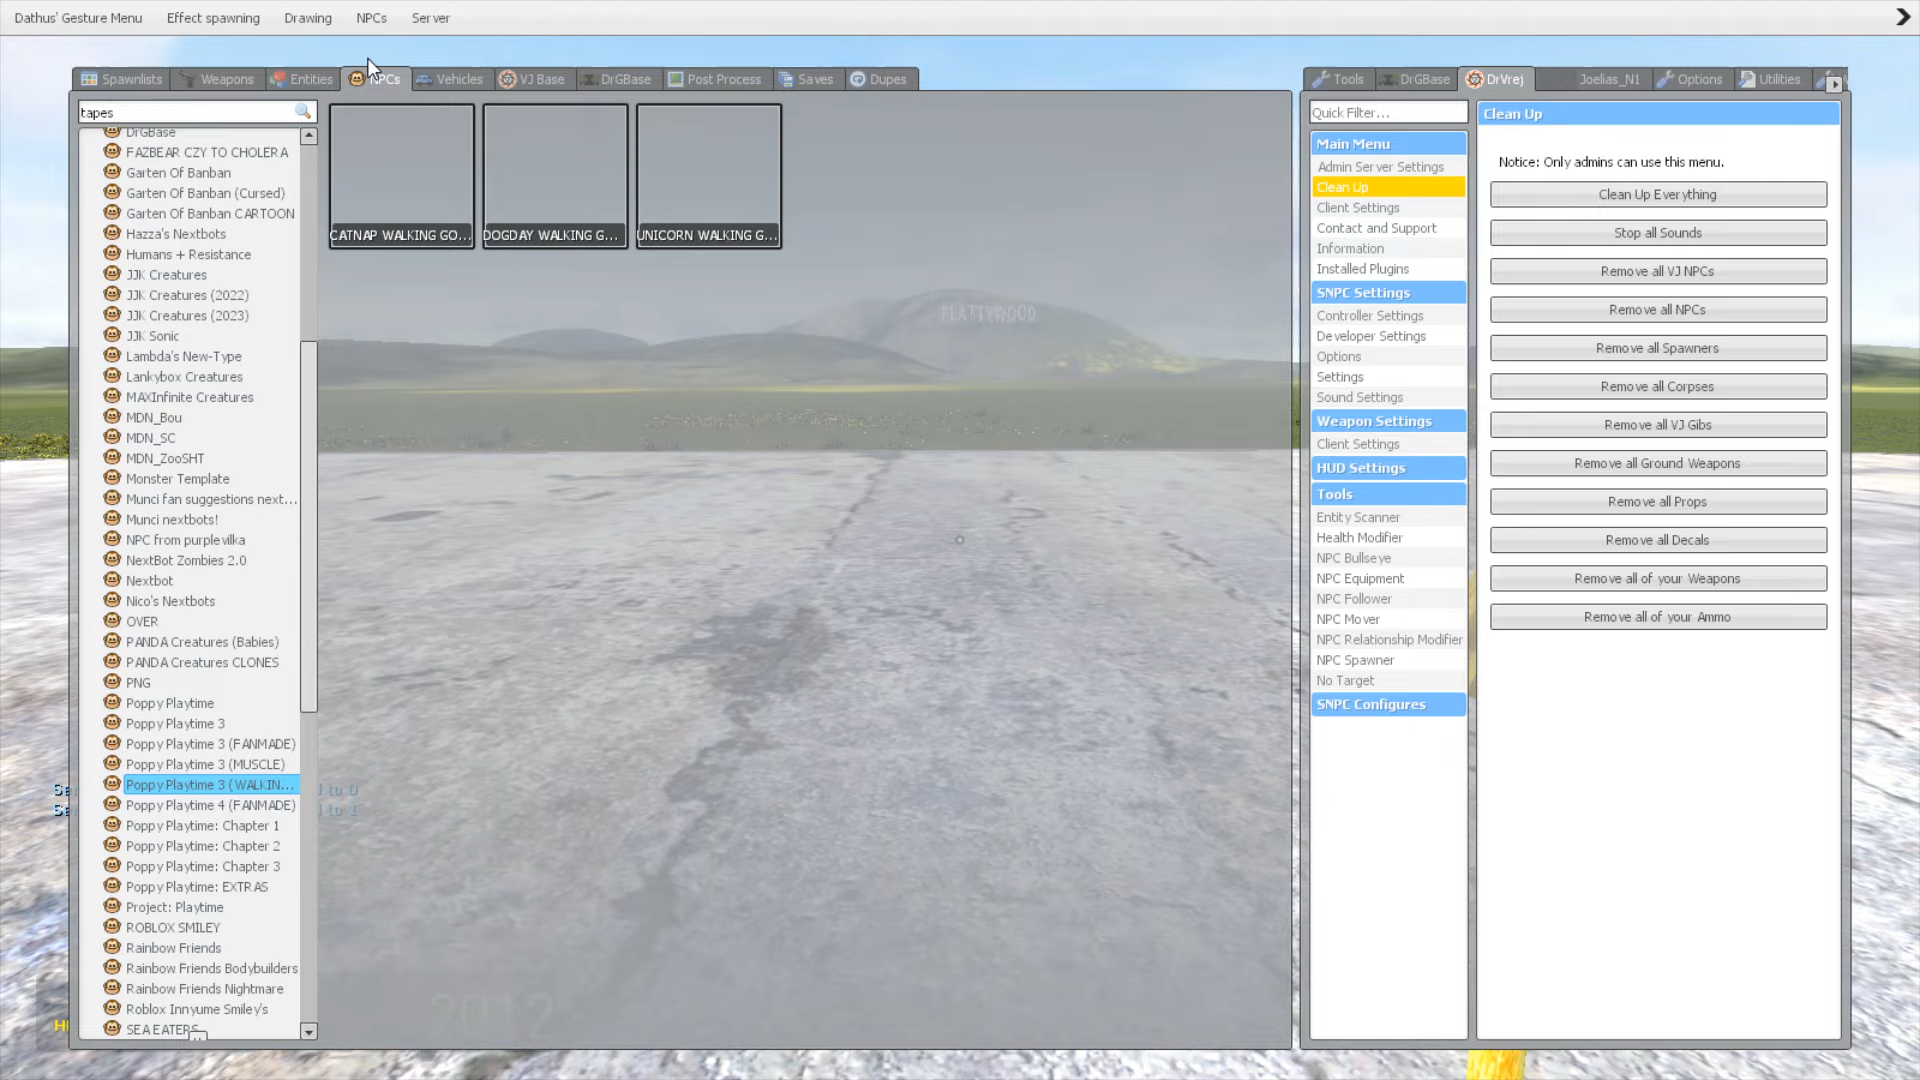 Dathus' Gesture Menu Effect spawning Drawing NPCs Server
Spawnlists Weapons Entities NPCs Vehicles VJ Base DrGBase Post Process Saves Dupes
tapes
DrGBase
FAZBEAR CZY TO CHOLERA
Garten Of Banban
Garten Of Banban (Cursed)
Garten Of Banban CARTOON
Hazza's Nextbots
Humans + Resistance
JJK Creatures
JJK Creatures (2022)
JJK Creatures (2023)
JJK Sonic
Lambda's New-Type
Lankybox Creatures
MAXInfinite Creatures
MDN_Bou
MDN_SC
MDN_ZooSHT
Monster Template
Munci fan suggestions next...
Munci nextbots!
NPC from purplevilka
NextBot Zombies 2.0
Nextbot
Nico's Nextbots
OVER
PANDA Creatures (Babies)
PANDA Creatures CLONES
PNG
Poppy Playtime
Poppy Playtime 3
Poppy Playtime 3 (FANMADE)
Poppy Playtime 3 (MUSCLE)
Poppy Playtime 3 (WALKIN...
Poppy Playtime 4 (FANMADE)
Poppy Playtime: Chapter 1
Poppy Playtime: Chapter 2
Poppy Playtime: Chapter 3
Poppy Playtime: EXTRAS
Project: Playtime
ROBLOX SMILEY
Rainbow Friends
Rainbow Friends Bodybuilders
Rainbow Friends Nightmare
Roblox Innyume Smiley's
SEA EATERS
CATNAP WALKING GO... DOGDAY WALKING G... UNICORN WALKING G...
FLATTYWOOD
2012
Tools DrGBase DrVrej Joelias_N1 Options Utilities
Quick Filter...
Main Menu
Admin Server Settings
Clean Up
Client Settings
Contact and Support
Information
Installed Plugins
SNPC Settings
Controller Settings
Developer Settings
Options
Settings
Sound Settings
Weapon Settings
Client Settings
HUD Settings
Tools
Entity Scanner
Health Modifier
NPC Bullseye
NPC Equipment
NPC Follower
NPC Mover
NPC Relationship Modifier
NPC Spawner
No Target
SNPC Configures
Clean Up
Notice: Only admins can use this menu.
Clean Up Everything
Stop all Sounds
Remove all VJ NPCs
Remove all NPCs
Remove all Spawners
Remove all Corpses
Remove all VJ Gibs
Remove all Ground Weapons
Remove all Props
Remove all Decals
Remove all of your Weapons
Remove all of your Ammo